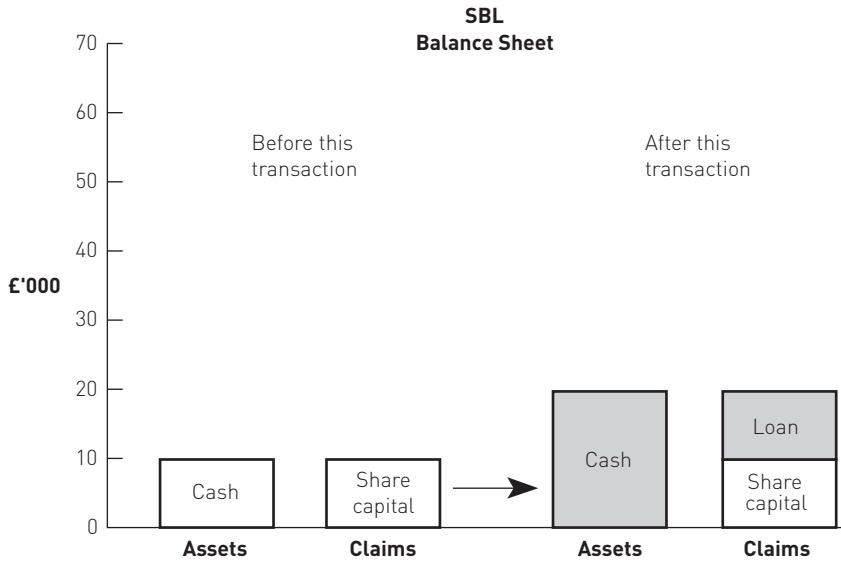 SBL
Balance Sheet
70
60
50
40
30
20
10
0
£'000
Before this
transaction
After this
transaction
Cash
Share
capital
Cash
Loan
Share
capital
Assets
Claims
Assets
Claims